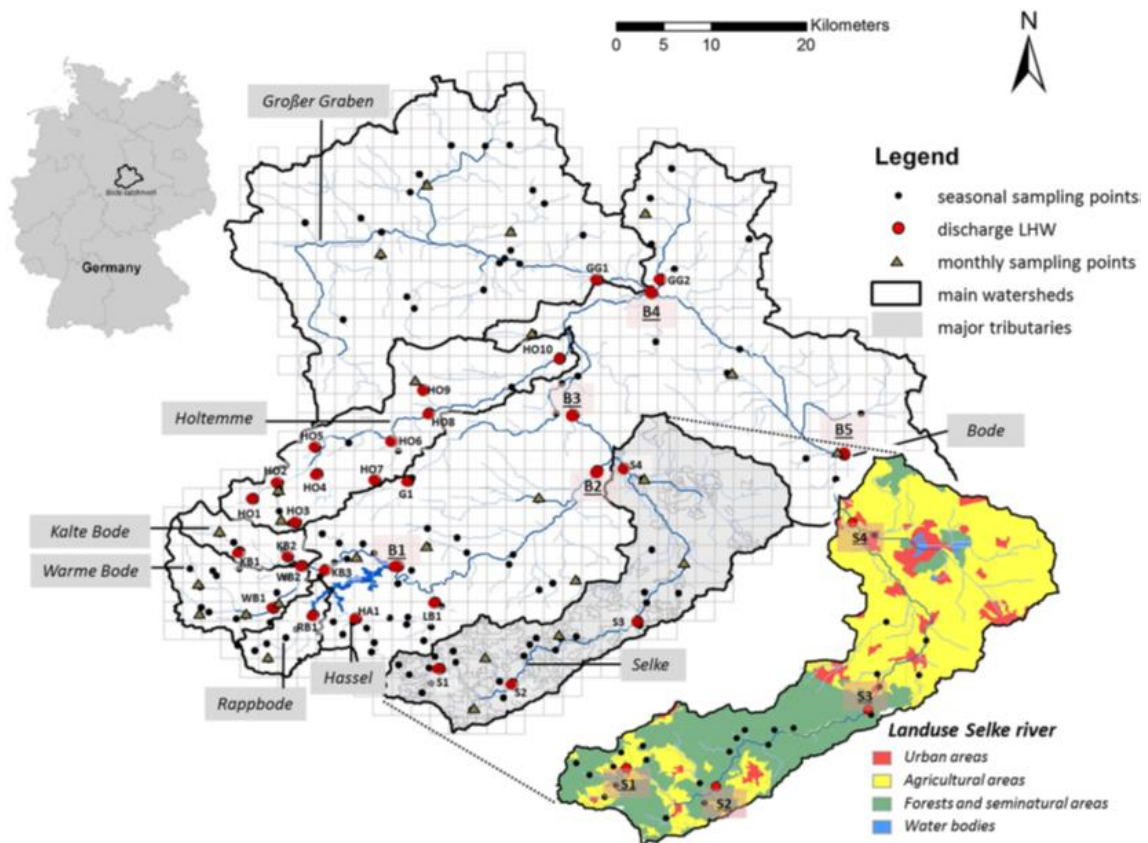 Kilometers
0 5 10 20
N
Großer Graben
Legend
seasonal sampling points
discharge LHW
monthly sampling points
main watersheds
major tributaries
Germany
GG1
GG2
B4
HO10
HO9
B3
HO8
Holtemme
B5
Bode
HO5
HO6
S4
HO2
HO4
HO7
G1
B2
HO1
HO3
S4
Kalte Bode
KB2
B1
KB1
WB2
KB3
Warme Bode
WB1
LB1
RB1
HA1
S3
Hassel
Selke
S1
S2
Rappbode
S3
Landuse Selke river
Urban areas
S1
Agricultural areas
S2
Forests and seminatural areas
Water bodies